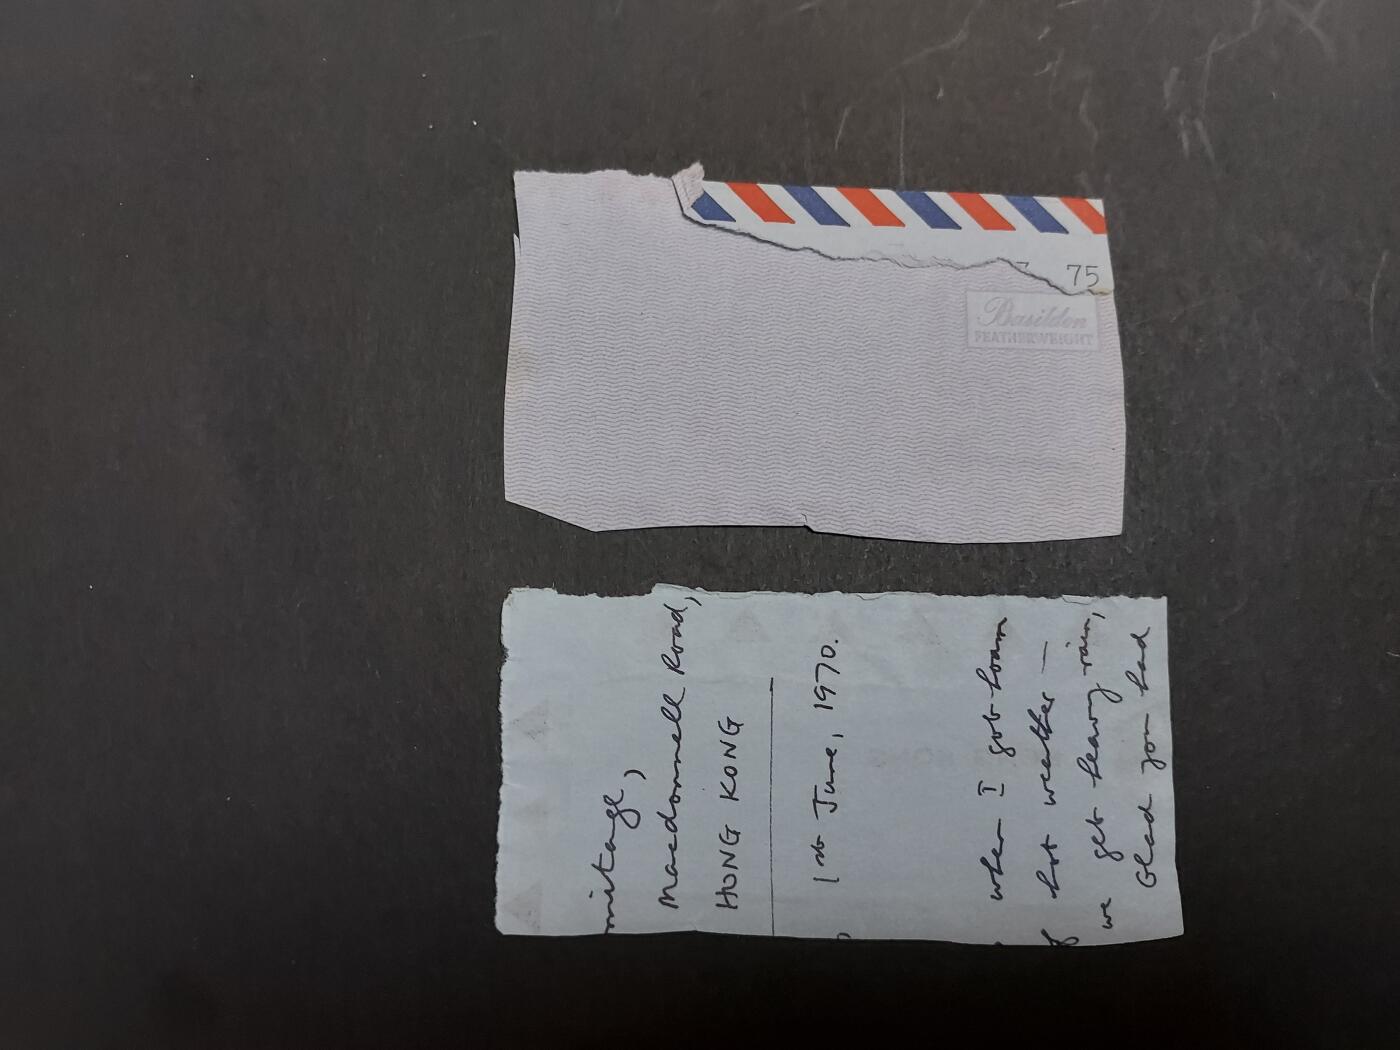 75
Basildon
FEATHERWEIGHT
mitage,
Macdonnell Road,
HONG KONG
1st June, 1970.
when I got home
f hot weather —
we get heavy rain,
Glad you had